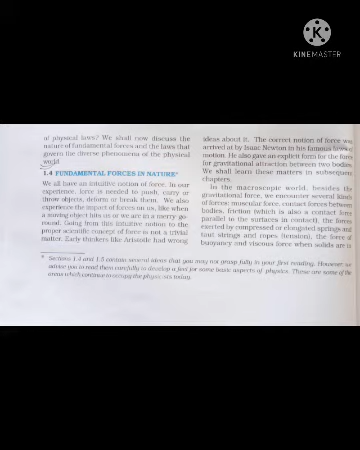 KINEMASTER
of physical laws? We shall now discuss the
nature of fundamental forces and the laws that
govern the diverse phenomena of the physical
world.
1.4 FUNDAMENTAL FORCES IN NATURE*
We all have an intuitive notion of force. In our
experience, force is needed to push, carry or
throw objects, deform or break them. We also
experience the impact of forces on us, like when
a moving object hits us or we are in a merry-go-
round. Going from this intuitive notion to the
proper scientific concept of force is not a trivial
matter. Early thinkers like Aristotle had wrong
ideas about it. The correct notion of force was
arrived at by Isaac Newton in his famous laws of
motion. He also gave an explicit form for the force
for gravitational attraction between two bodies.
We shall learn these matters in subsequent
chapters.
In the macroscopic world, besides the
gravitational force, we encounter several kinds
of forces: muscular force, contact forces between
bodies, friction (which is also a contact force
parallel to the surfaces in contact), the forces
exerted by compressed or elongated springs and
taut strings and ropes (tension), the force of
buoyancy and viscous force when solids are in
* Sections 1.4 and 1.5 contain several ideas that you may not grasp fully in your first reading. However, we
advise you to read them carefully to develop a feel for some basic aspects of physics. These are some of the
areas which continue to occupy the physicists today.